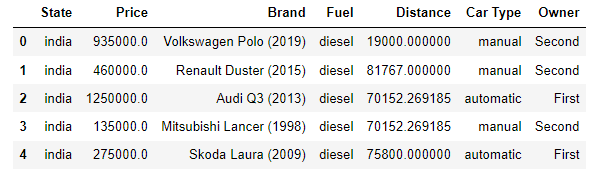 State Price Brand Fuel Distance Car Type Owner
0 india 935000.0 Volkswagen Polo (2019) diesel 19000.000000 manual Second
1 india 460000.0 Renault Duster (2015) diesel 81767.000000 manual Second
2 india 1250000.0 Audi Q3 (2013) diesel 70152.269185 automatic First
3 india 135000.0 Mitsubishi Lancer (1998) diesel 70152.269185 manual Second
4 india 275000.0 Skoda Laura (2009) diesel 75800.000000 automatic First